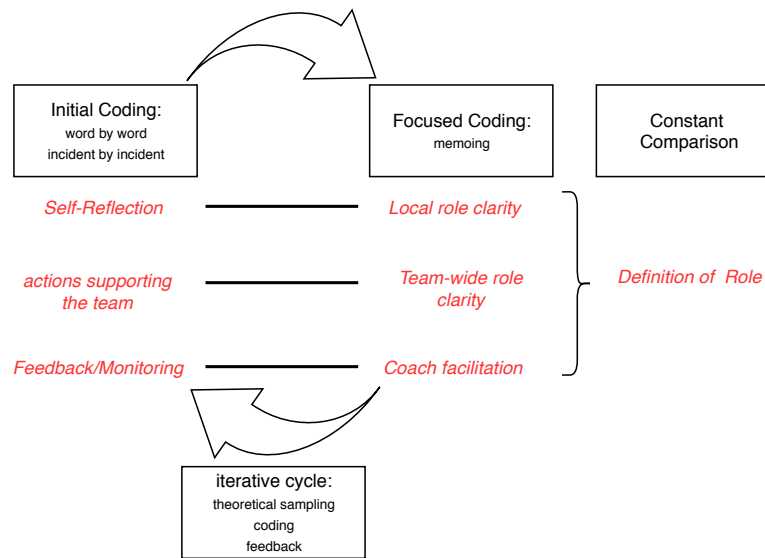 Initial Coding:
word by word
incident by incident
Focused Coding:
memoing
Constant
Comparison
Self-Reflection
Local role clarity
actions supporting
the team
Team-wide role
clarity
Definition of  Role
Feedback/Monitoring
Coach facilitation
iterative cycle:
theoretical sampling
coding
feedback